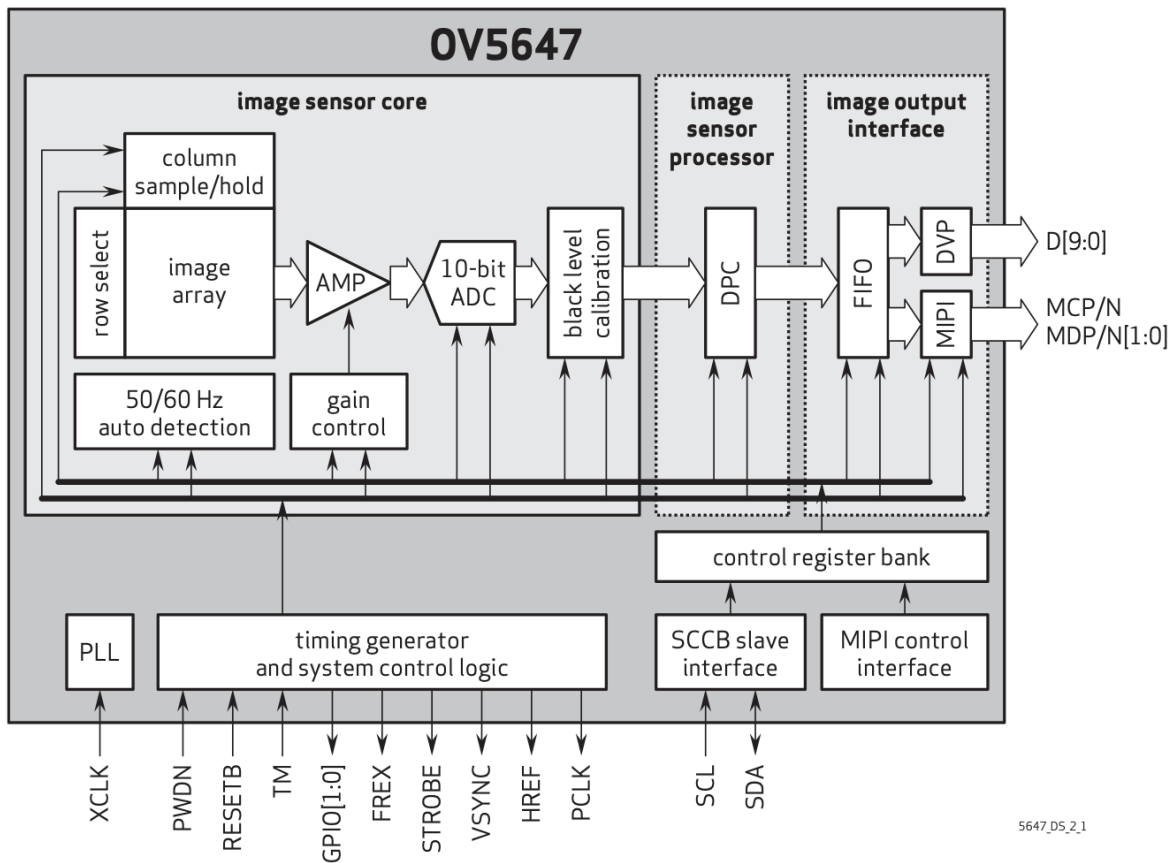 OV5647
image sensor core
image
sensor
processor
image output
interface
column
sample/hold
row select
image
array
AMP
10-bit
ADC
black level
calibration
DPC
FIFO
DVP
MIPI
D[9:0]
MCP/N
MDP/N[1:0]
50/60 Hz
auto detection
gain
control
control register bank
PLL
timing generator
and system control logic
SCCB slave
interface
MIPI control
interface
XCLK
PWDN
RESETB
TM
GPIO[1:0]
FREX
STROBE
VSYNC
HREF
PCLK
SCL
SDA
5647_DS_2_1